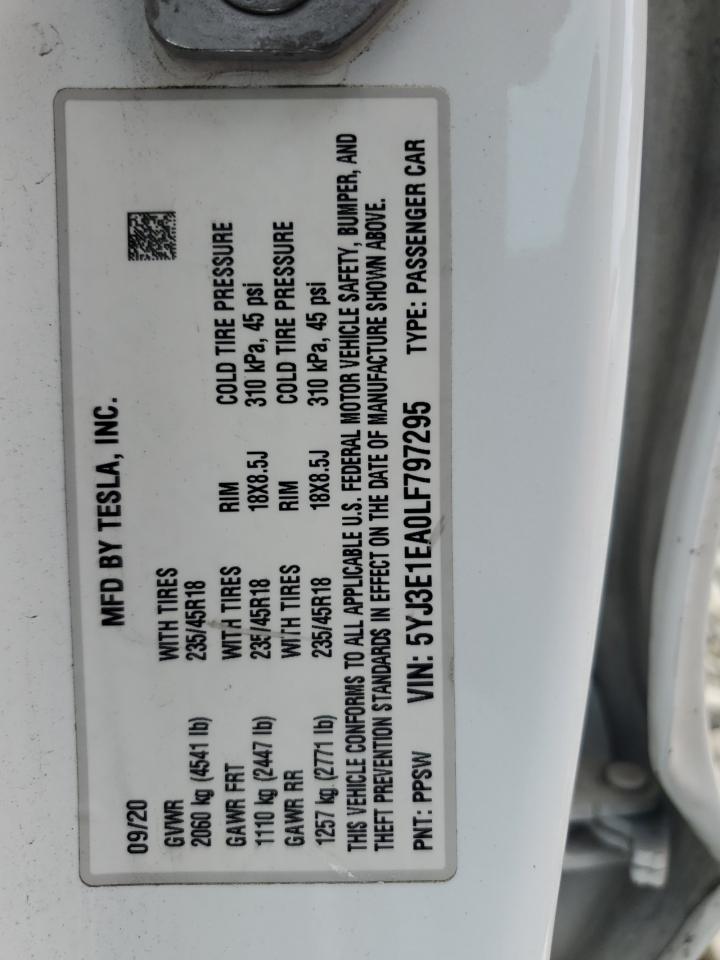 MFD BY TESLA, INC.
09/20
GVWR WITH TIRES
2060 kg (4541 lb) 235/45R18
GAWR FRT WITH TIRES RIM COLD TIRE PRESSURE
1110 kg (2447 lb) 235/45R18 18X8.5J 310 kPa, 45 psi
GAWR RR WITH TIRES RIM COLD TIRE PRESSURE
1257 kg (2771 lb) 235/45R18 18X8.5J 310 kPa, 45 psi
THIS VEHICLE CONFORMS TO ALL APPLICABLE U.S. FEDERAL MOTOR VEHICLE SAFETY, BUMPER, AND
THEFT PREVENTION STANDARDS IN EFFECT ON THE DATE OF MANUFACTURE SHOWN ABOVE.
PNT: PPSW VIN: 5YJ3E1EA0LF797295 TYPE: PASSENGER CAR